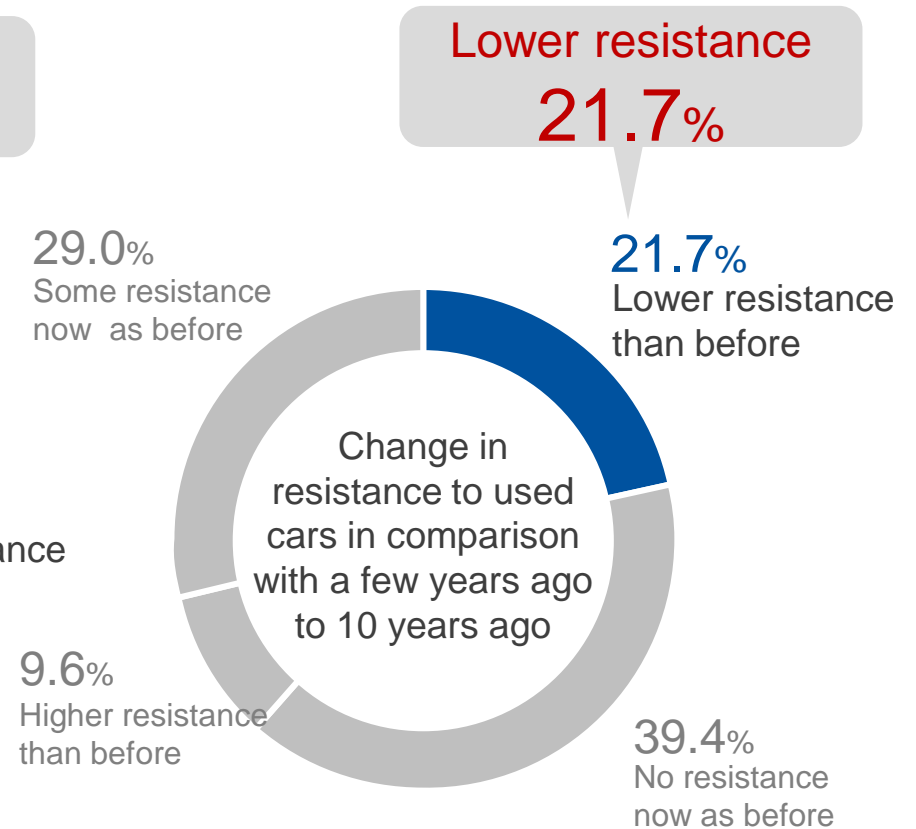 Lower resistance
21.7%
29.0%
Some resistance
now as before
21.7%
Lower resistance
than before
Change in
resistance to used
cars in comparison
with a few years ago
to 10 years ago
ance
9.6%
Higher resistance
than before
39.4%
No resistance
now as before